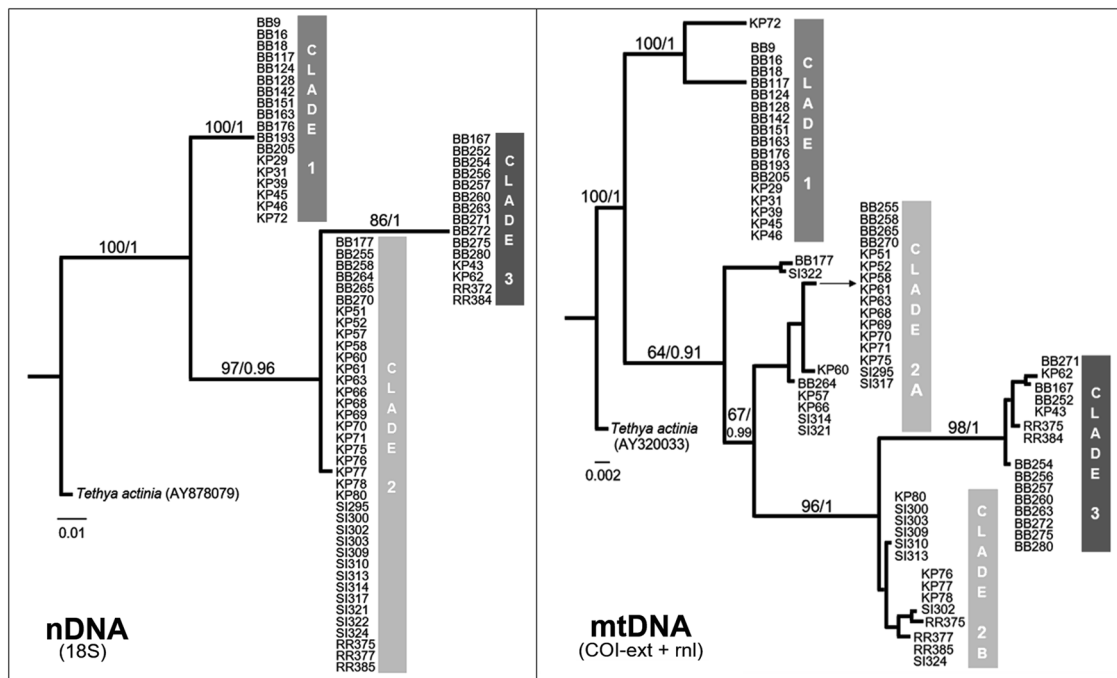 BB9
BB16
BB18
BB117
BB124
BB128
BB142
BB151
BB163
BB176
BB193
BB205
KP29
KP31
KP39
KP45
KP46
KP72
CLADE 1
100/1
100/1
97/0.96
86/1
BB167
BB252
BB254
BB256
BB257
BB260
BB263
BB271
BB272
BB275
BB280
KP43
KP62
RR372
RR384
CLADE 3
BB177
BB255
BB258
BB264
BB265
BB270
KP51
KP52
KP57
KP58
KP60
KP61
KP63
KP66
KP68
KP69
KP70
KP71
KP75
KP76
KP77
KP78
KP80
SI295
SI300
SI302
SI303
SI309
SI310
SI313
SI314
SI317
SI321
SI322
SI324
RR375
RR377
RR385
CLADE 2
Tethya actinia (AY878079)
0.01
nDNA
(18S)
100/1
KP72
BB9
BB16
BB18
BB117
BB124
BB128
BB142
BB151
BB163
BB176
BB193
BB205
KP29
KP31
KP39
KP45
KP46
CLADE 1
100/1
64/0.91
67/
0.99
BB177
SI322
BB255
BB258
BB265
BB270
KP51
KP52
KP58
KP61
KP63
KP68
KP69
KP70
KP71
KP75
SI295
SI317
CLADE 2A
KP60
BB264
KP57
KP66
SI314
SI321
98/1
BB271
KP62
BB167
BB252
KP43
RR375
RR384
BB254
BB256
BB257
BB260
BB263
BB272
BB275
BB280
CLADE 3
96/1
KP80
SI300
SI303
SI309
SI310
SI313
KP76
KP77
KP78
SI302
RR375
RR377
RR385
SI324
CLADE 2B
Tethya actinia
(AY320033)
0.002
mtDNA
(COI-ext + rnl)